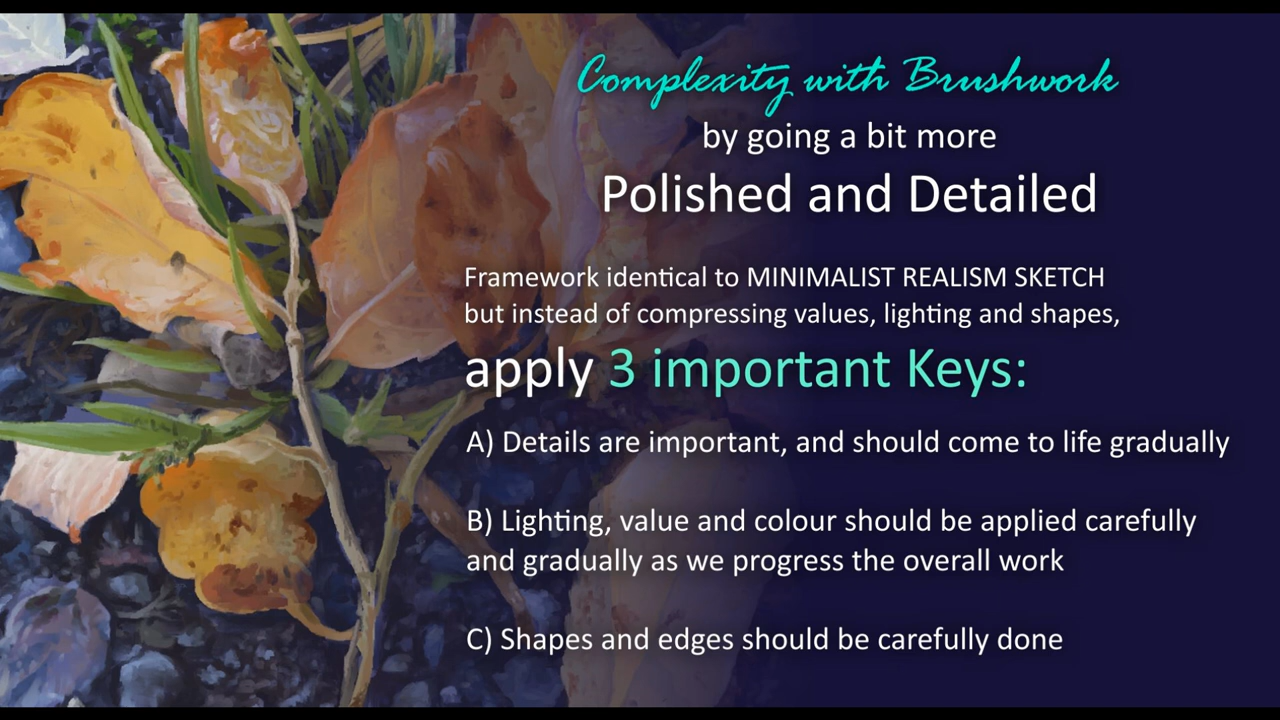 Complexity with Brushwork
by going a bit more
Polished and Detailed
Framework identical to MINIMALIST REALISM SKETCH
but instead of compressing values, lighting and shapes,
apply 3 important Keys:
A) Details are important, and should come to life gradually
B) Lighting, value and colour should be applied carefully
and gradually as we progress the overall work
C) Shapes and edges should be carefully done